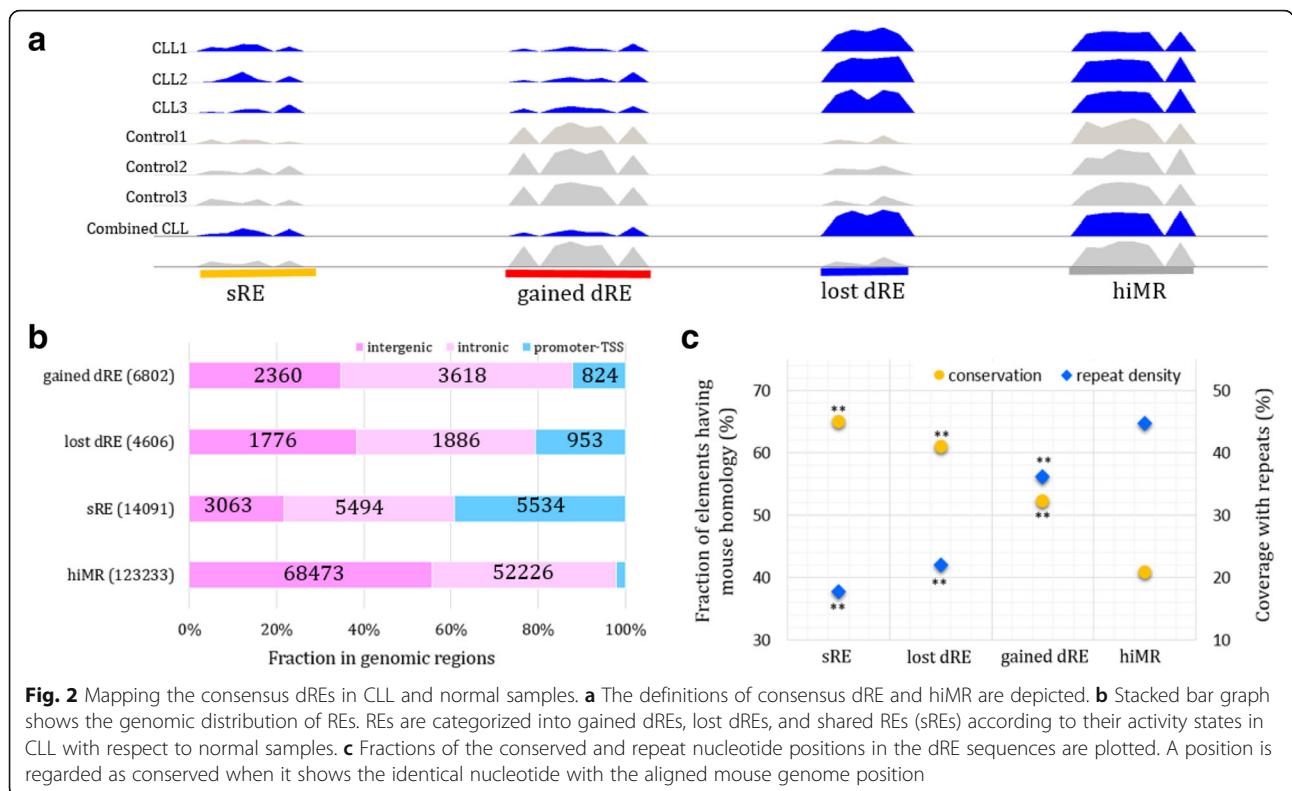 a
CLL1
CLL2
CLL3
Control1
Control2
Control3
Combined CLL
sRE
gained dRE
lost dRE
hiMR
b
intergenic
intronic
promoter-TSS
gained dRE (6802)
2360
3618
824
lost dRE (4606)
1776
1886
953
sRE (14091)
3063
5494
5534
hiMR (123233)
68473
52226
0%
20%
40%
60%
80%
100%
Fraction in genomic regions
c
conservation
repeat density
Fraction of elements having
mouse homology (%)
70
60
50
40
30
**
**
**
**
**
**
50
40
30
20
10
Coverage with repeats (%)
sRE
lost dRE
gained dRE
hiMR
Fig. 2 Mapping the consensus dREs in CLL and normal samples. a The definitions of consensus dRE and hiMR are depicted. b Stacked bar graph
shows the genomic distribution of REs. REs are categorized into gained dREs, lost dREs, and shared REs (sREs) according to their activity states in
CLL with respect to normal samples. c Fractions of the conserved and repeat nucleotide positions in the dRE sequences are plotted. A position is
regarded as conserved when it shows the identical nucleotide with the aligned mouse genome position